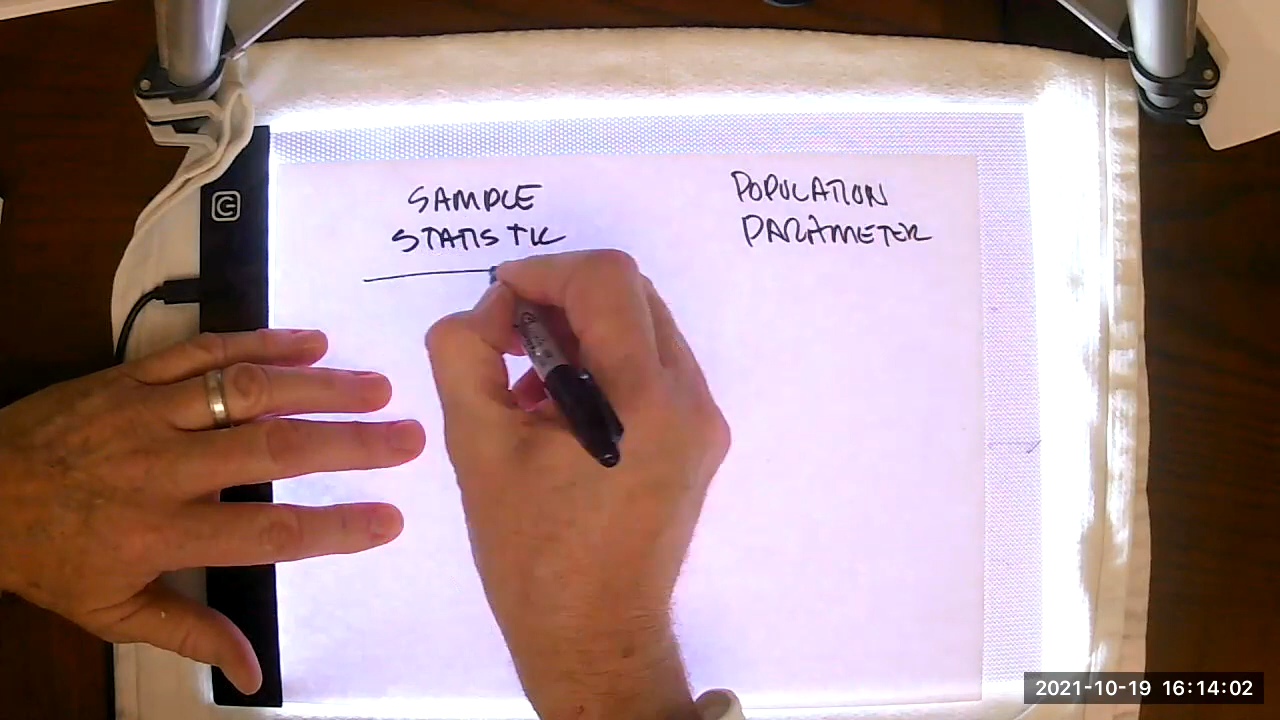 SAMPLE
STATISTIC
POPULATION
PARAMETER
2021-10-19 16:14:02